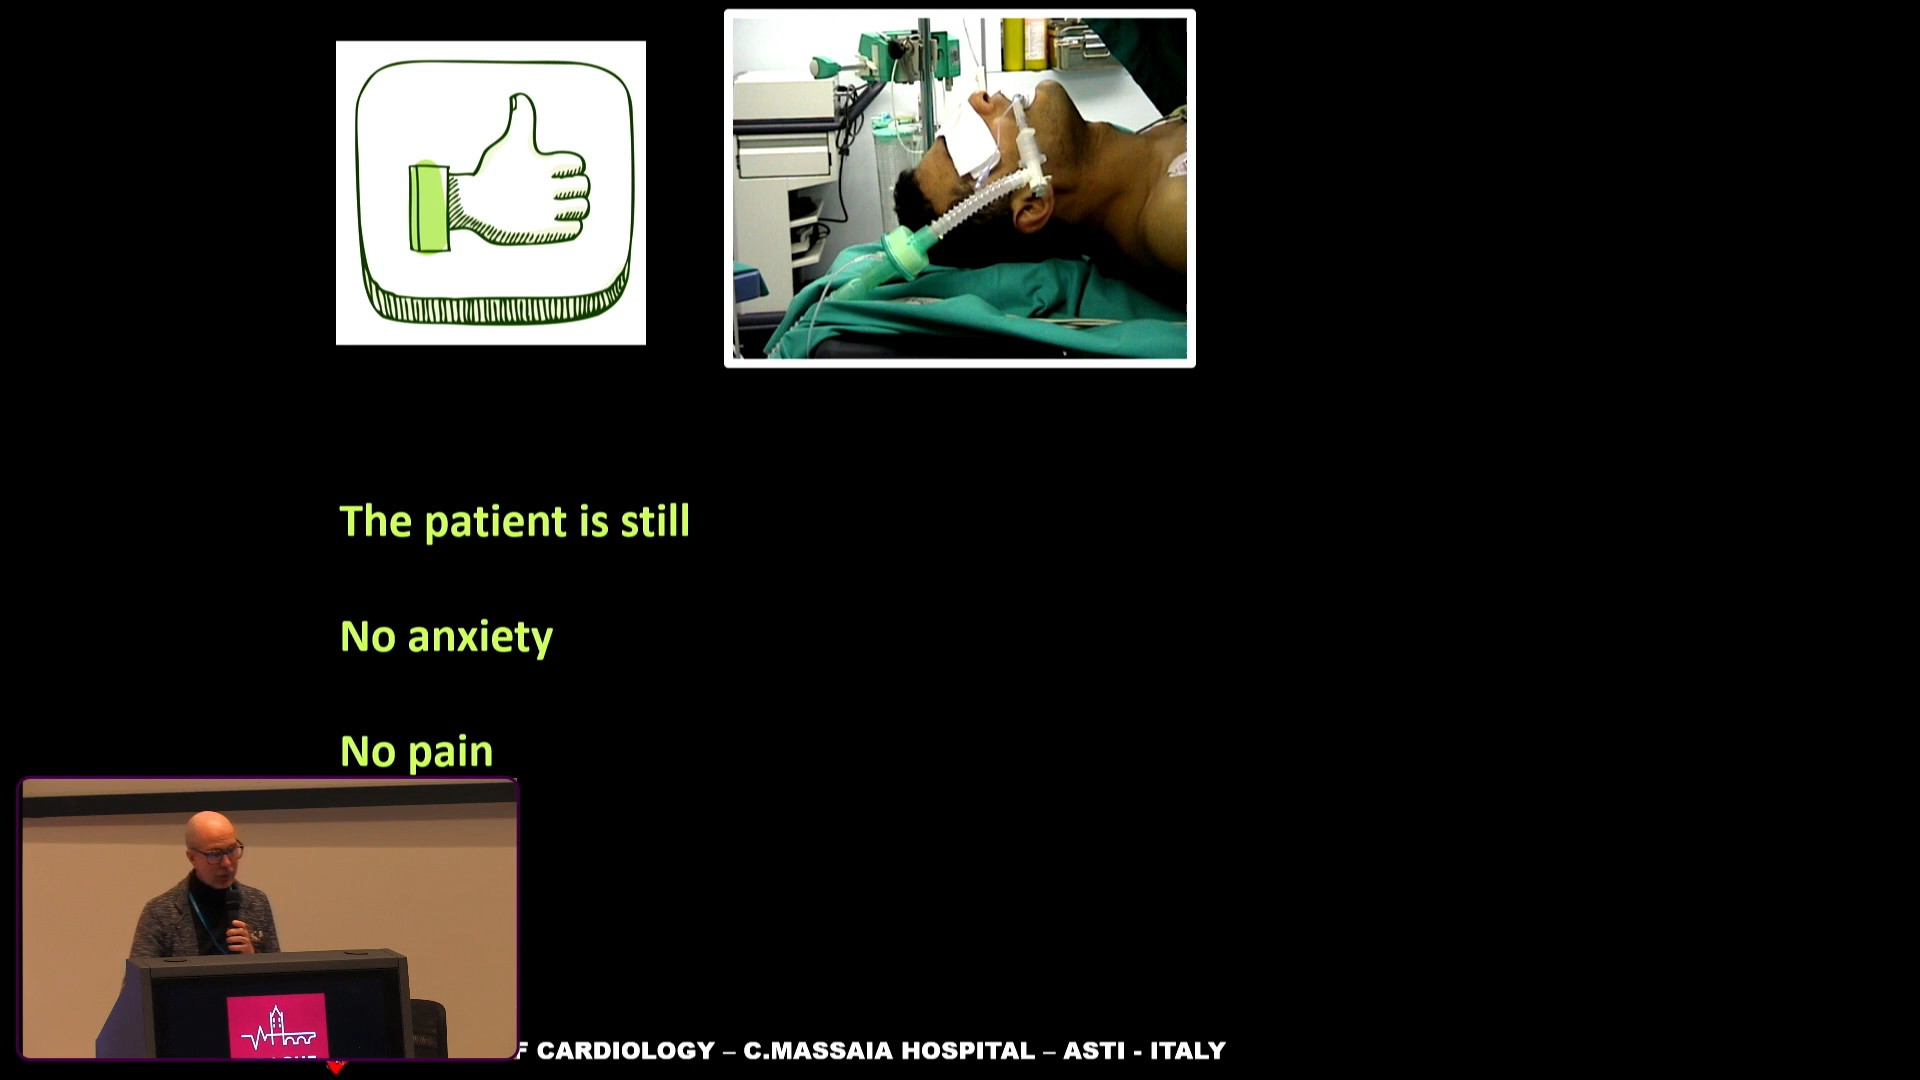 The patient is still
No anxiety
No pain
F CARDIOLOGY – C.MASSAIA HOSPITAL – ASTI - ITALY